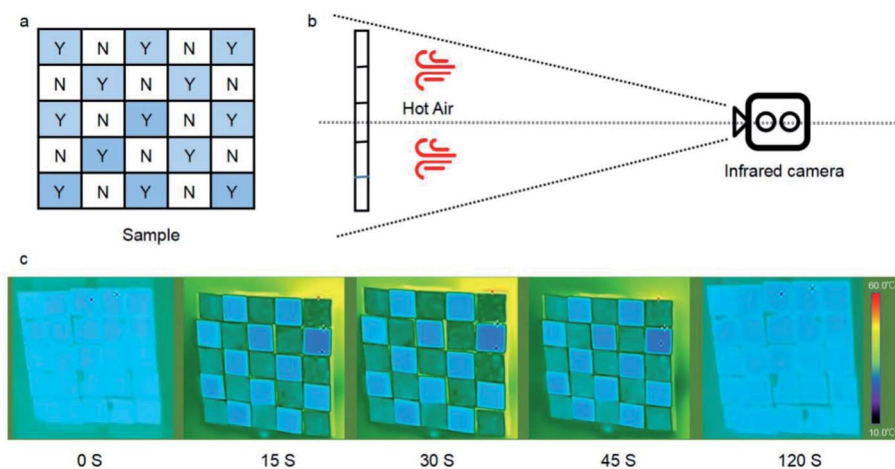 a
Y N Y N Y
N Y N Y N
Y N Y N Y
N Y N Y N
Y N Y N Y
Sample
b
Hot Air
Infrared camera
c
60.0℃
10.0℃
0 S 15 S 30 S 45 S 120 S